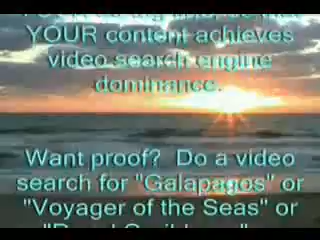 YOUR content achieves
video search engine
dominance.
Want proof?  Do a video
search for "Galapagos" or
"Voyager of the Seas" or